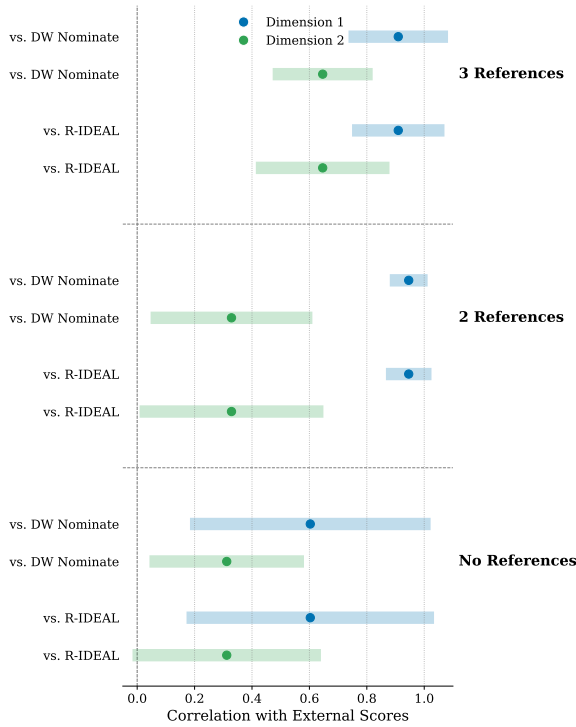 Dimension 1
Dimension 2
vs. DW Nominate
vs. DW Nominate
3 References
vs. R-IDEAL
vs. R-IDEAL
vs. DW Nominate
vs. DW Nominate
2 References
vs. R-IDEAL
vs. R-IDEAL
vs. DW Nominate
vs. DW Nominate
No References
vs. R-IDEAL
vs. R-IDEAL
0.0 0.2 0.4 0.6 0.8 1.0
Correlation with External Scores